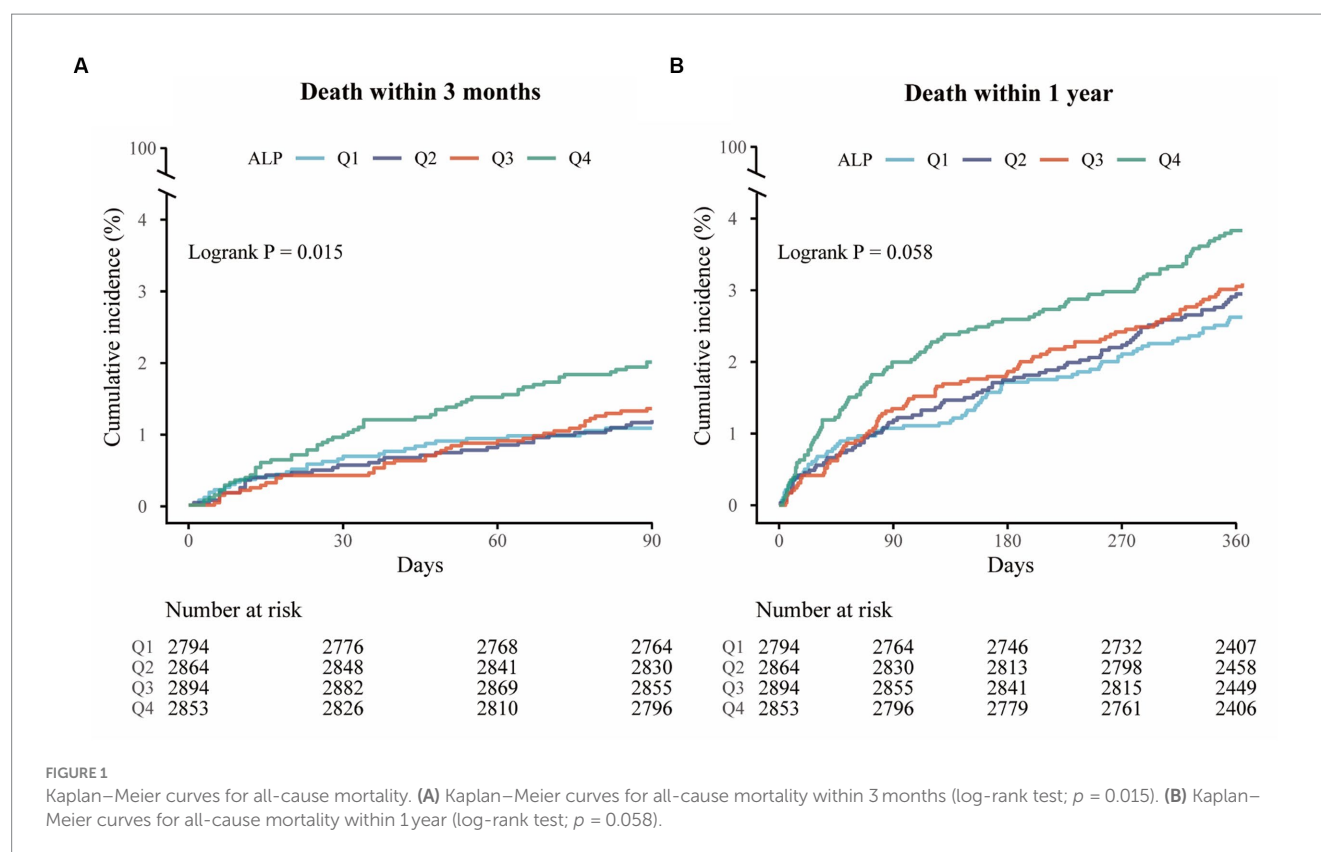 A
Death within 3 months
100
ALP Q1 Q2 Q3 Q4
4
3
2
1
0
Cumulative incidence (%)
Logrank P = 0.015
0 30 60 90
Days
Number at risk
Q1 2794 2776 2768 2764
Q2 2864 2848 2841 2830
Q3 2894 2882 2869 2855
Q4 2853 2826 2810 2796
B
Death within 1 year
100
ALP Q1 Q2 Q3 Q4
4
3
2
1
0
Cumulative incidence (%)
Logrank P = 0.058
0 90 180 270 360
Days
Number at risk
Q1 2794 2764 2746 2732 2407
Q2 2864 2830 2813 2798 2458
Q3 2894 2855 2841 2815 2449
Q4 2853 2796 2779 2761 2406
FIGURE 1
Kaplan–Meier curves for all-cause mortality. (A) Kaplan–Meier curves for all-cause mortality within 3 months (log-rank test; p = 0.015). (B) Kaplan–
Meier curves for all-cause mortality within 1 year (log-rank test; p = 0.058).